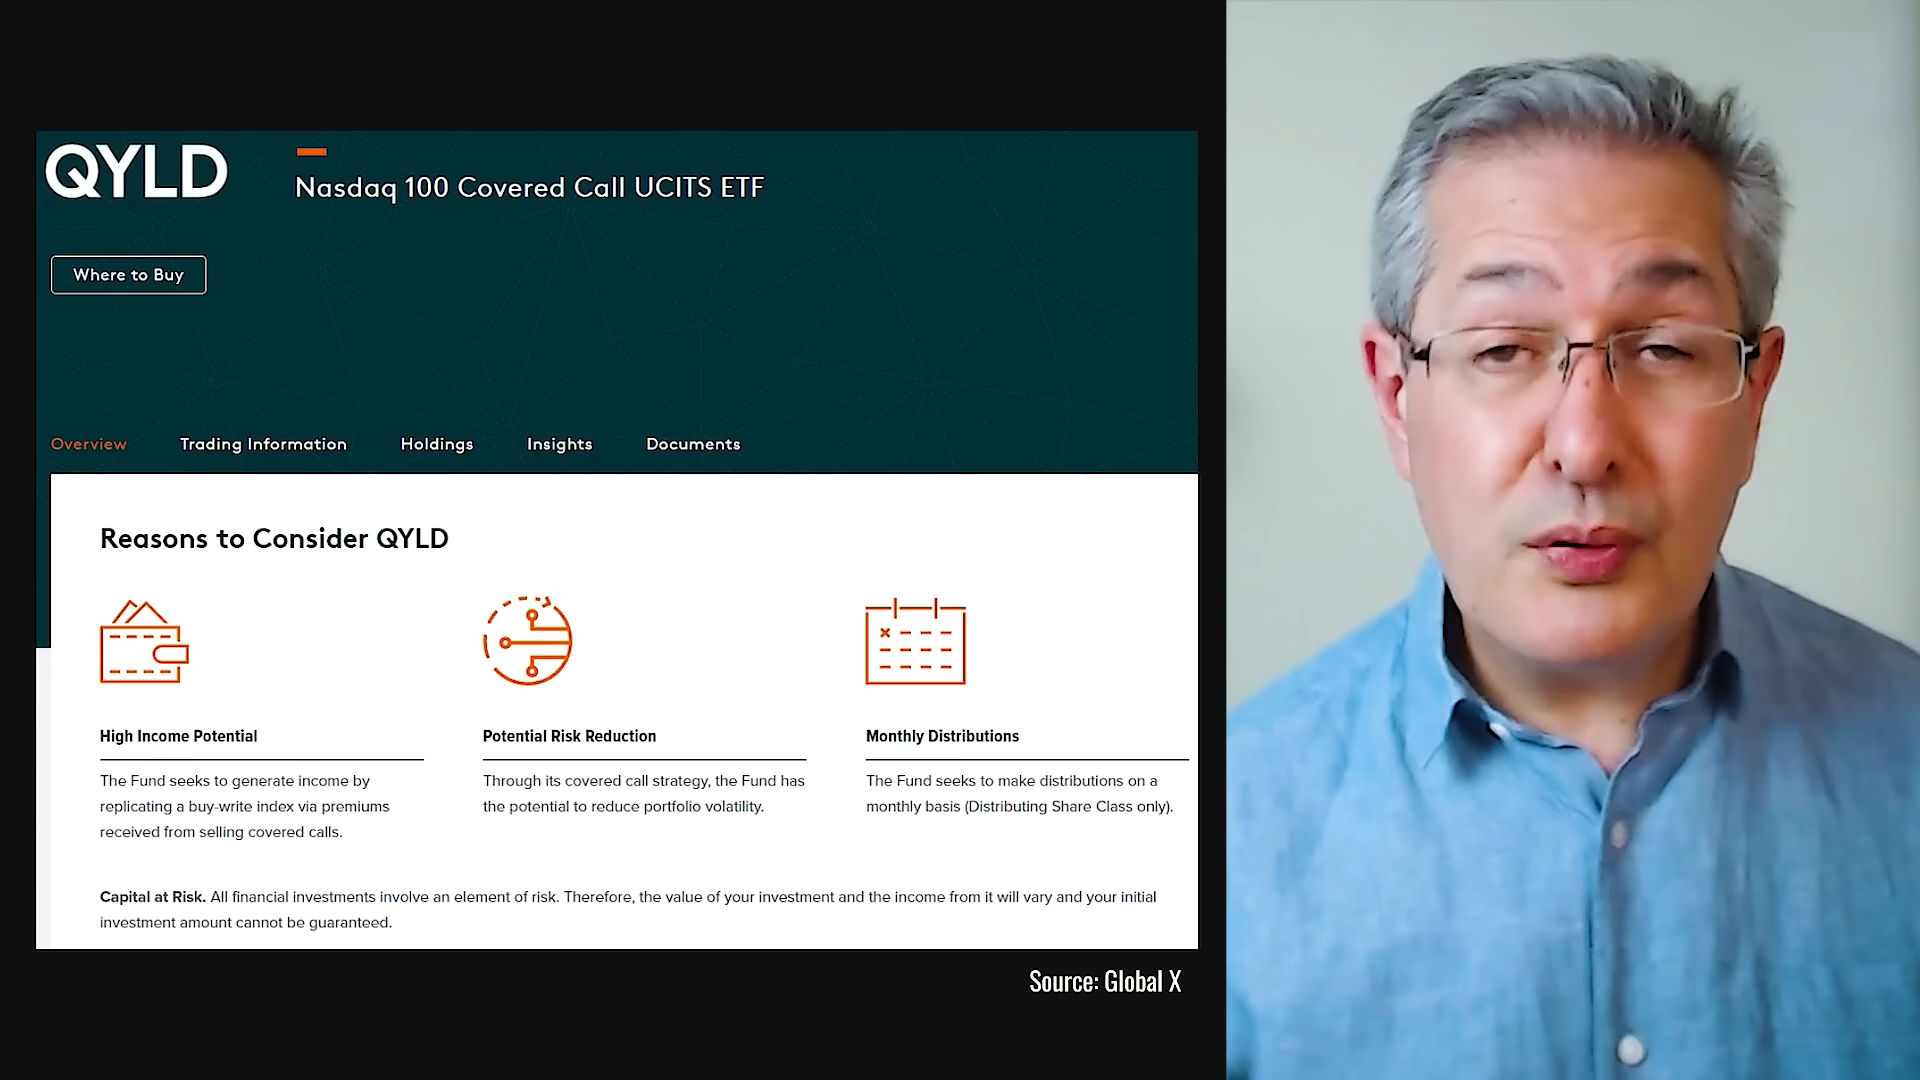 QYLD
Nasdaq 100 Covered Call UCITS ETF
Where to Buy
Overview
Trading Information
Holdings
Insights
Documents
Reasons to Consider QYLD
High Income Potential
The Fund seeks to generate income by
replicating a buy-write index via premiums
received from selling covered calls.
Potential Risk Reduction
Through its covered call strategy, the Fund has
the potential to reduce portfolio volatility.
Monthly Distributions
The Fund seeks to make distributions on a
monthly basis (Distributing Share Class only).
Capital at Risk. All financial investments involve an element of risk. Therefore, the value of your investment and the income from it will vary and your initial
investment amount cannot be guaranteed.
Source: Global X